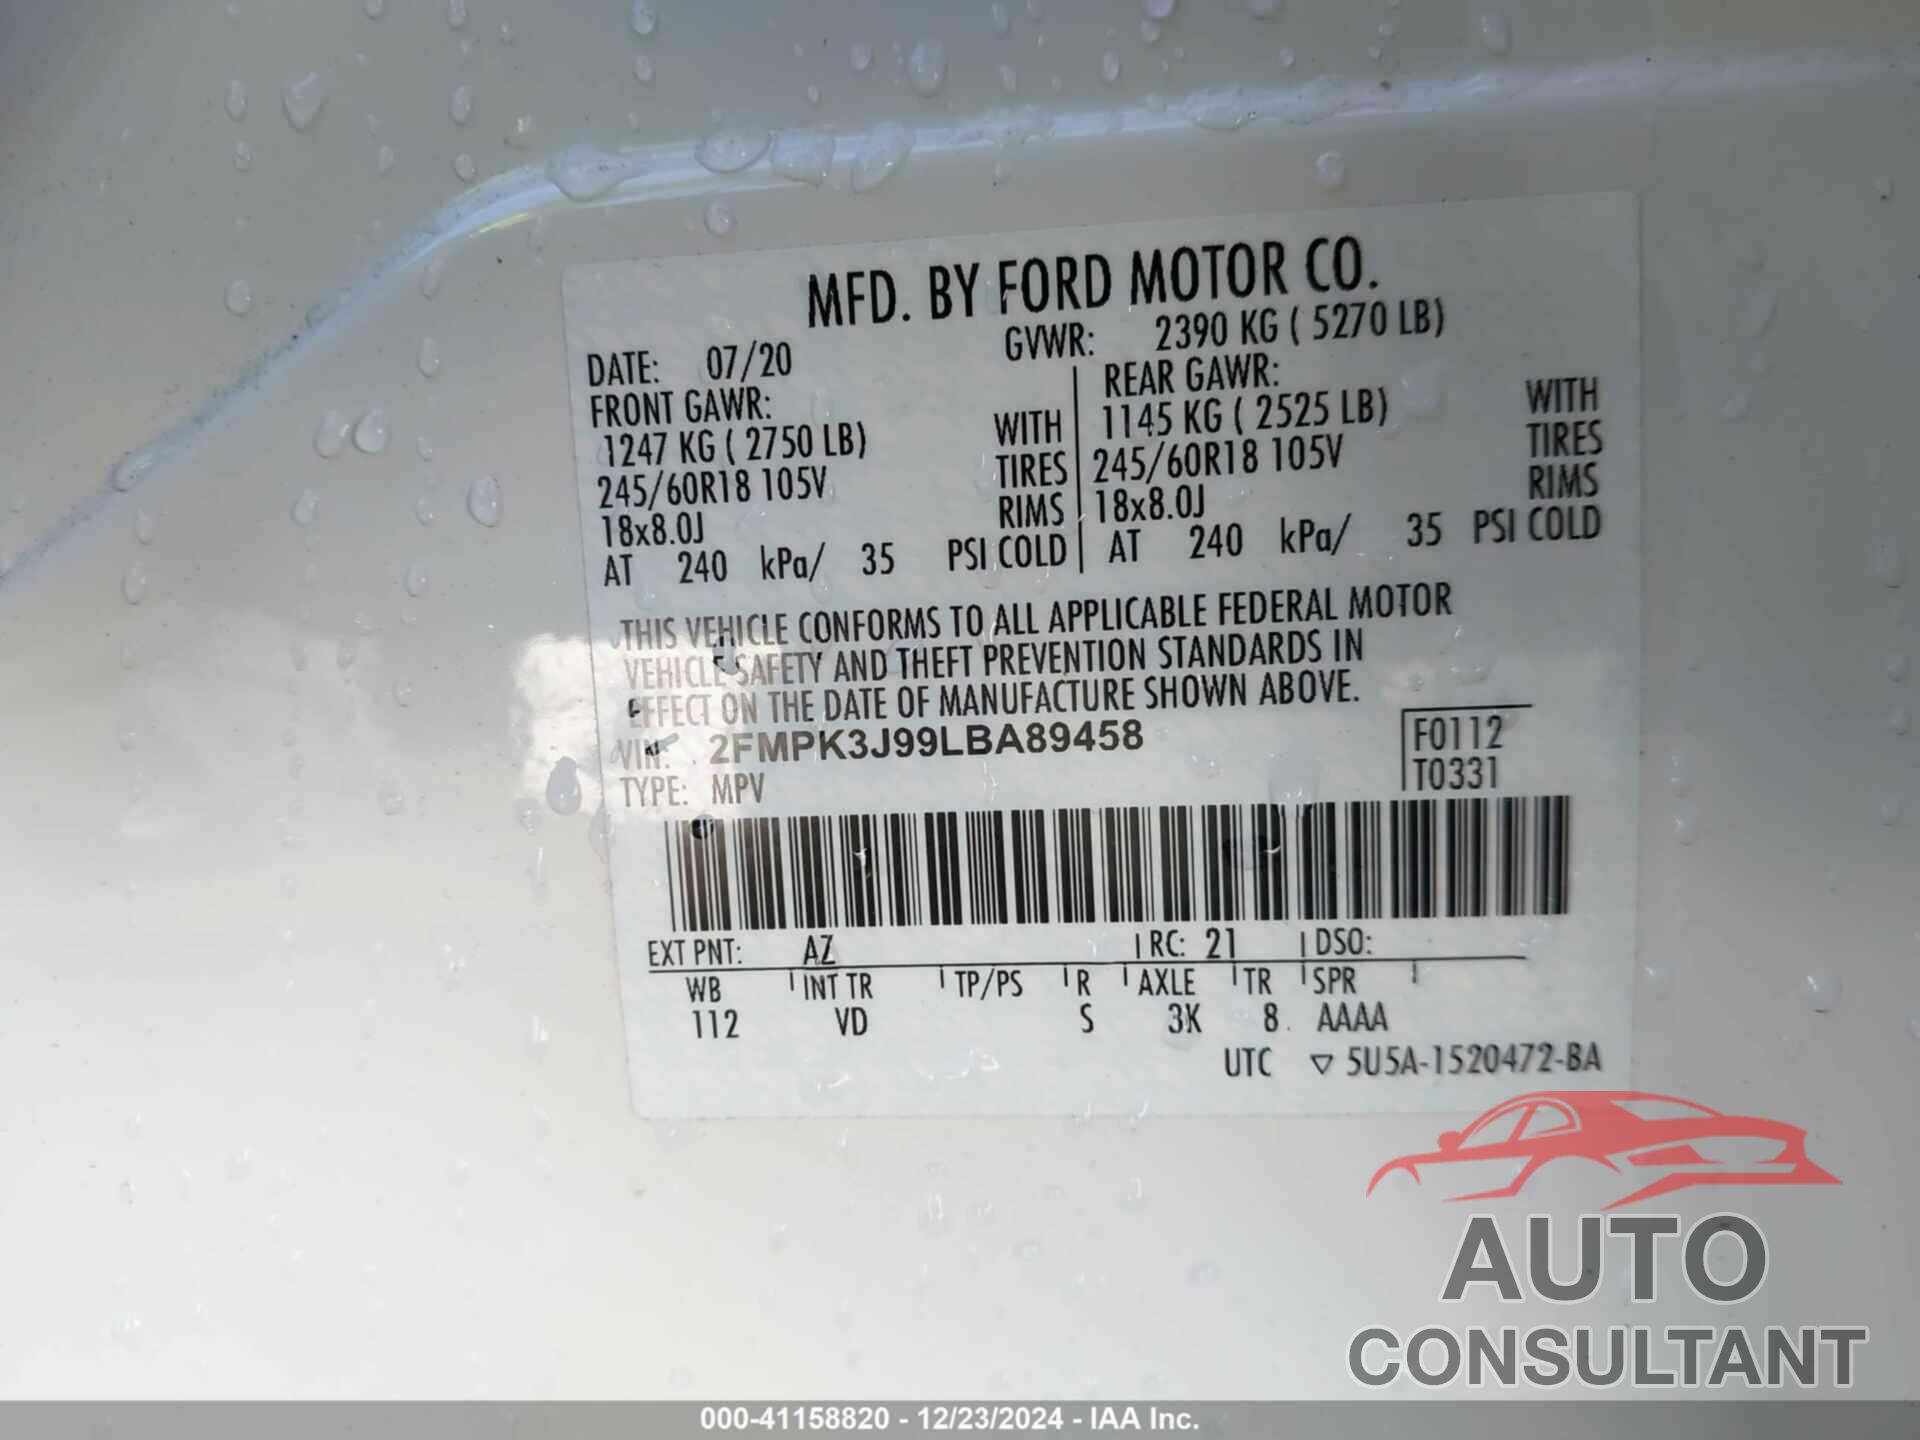 MFD. BY FORD MOTOR CO.
DATE: 07/20 GVWR: 2390 KG ( 5270 LB)
FRONT GAWR: REAR GAWR:
1247 KG ( 2750 LB) WITH 1145 KG ( 2525 LB) WITH
245/60R18 105V TIRES 245/60R18 105V TIRES
18x8.0J RIMS 18x8.0J RIMS
AT 240 kPa/ 35 PSI COLD AT 240 kPa/ 35 PSI COLD
THIS VEHICLE CONFORMS TO ALL APPLICABLE FEDERAL MOTOR
VEHICLE SAFETY AND THEFT PREVENTION STANDARDS IN
EFFECT ON THE DATE OF MANUFACTURE SHOWN ABOVE.
VIN: 2FMPK3J99LBA89458 F0112
TYPE: MPV T0331
EXT PNT: AZ RC: 21 DSO:
WB INT TR TP/PS R AXLE TR SPR
112 VD S 3K 8 AAAA
UTC ▽ 5U5A-1520472-BA
AUTO
CONSULTANT
000-41158820 - 12/23/2024 - IAA Inc.